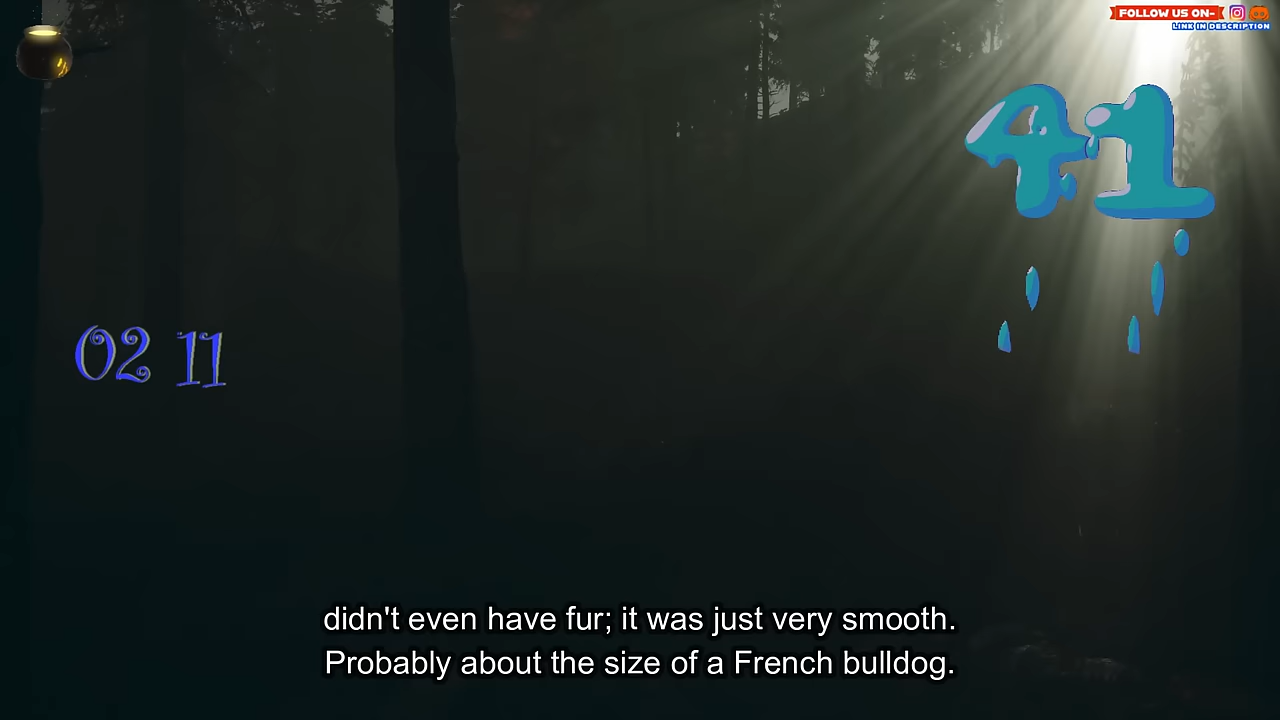 FOLLOW US ON-
LINK IN DESCRIPTION
41
02 11
didn't even have fur; it was just very smooth.
Probably about the size of a French bulldog.